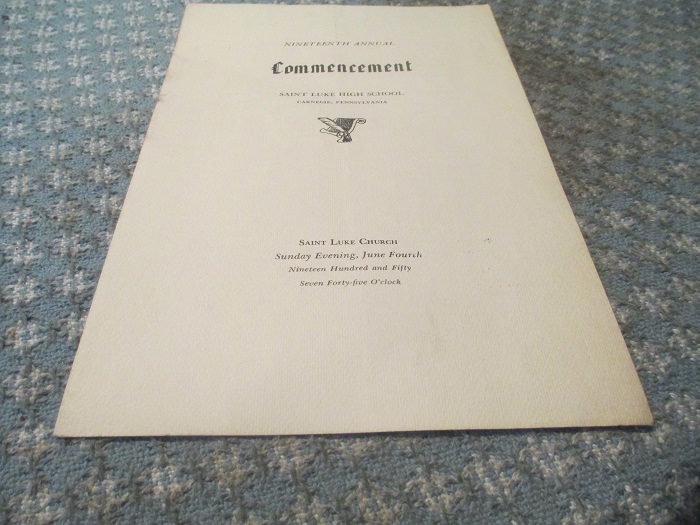 NINETEENTH ANNUAL
Commencement
SAINT LUKE HIGH SCHOOL
CARNEGIE, PENNSYLVANIA
SAINT LUKE CHURCH
Sunday Evening, June Fourth
Nineteen Hundred and Fifty
Seven Forty-five O'clock